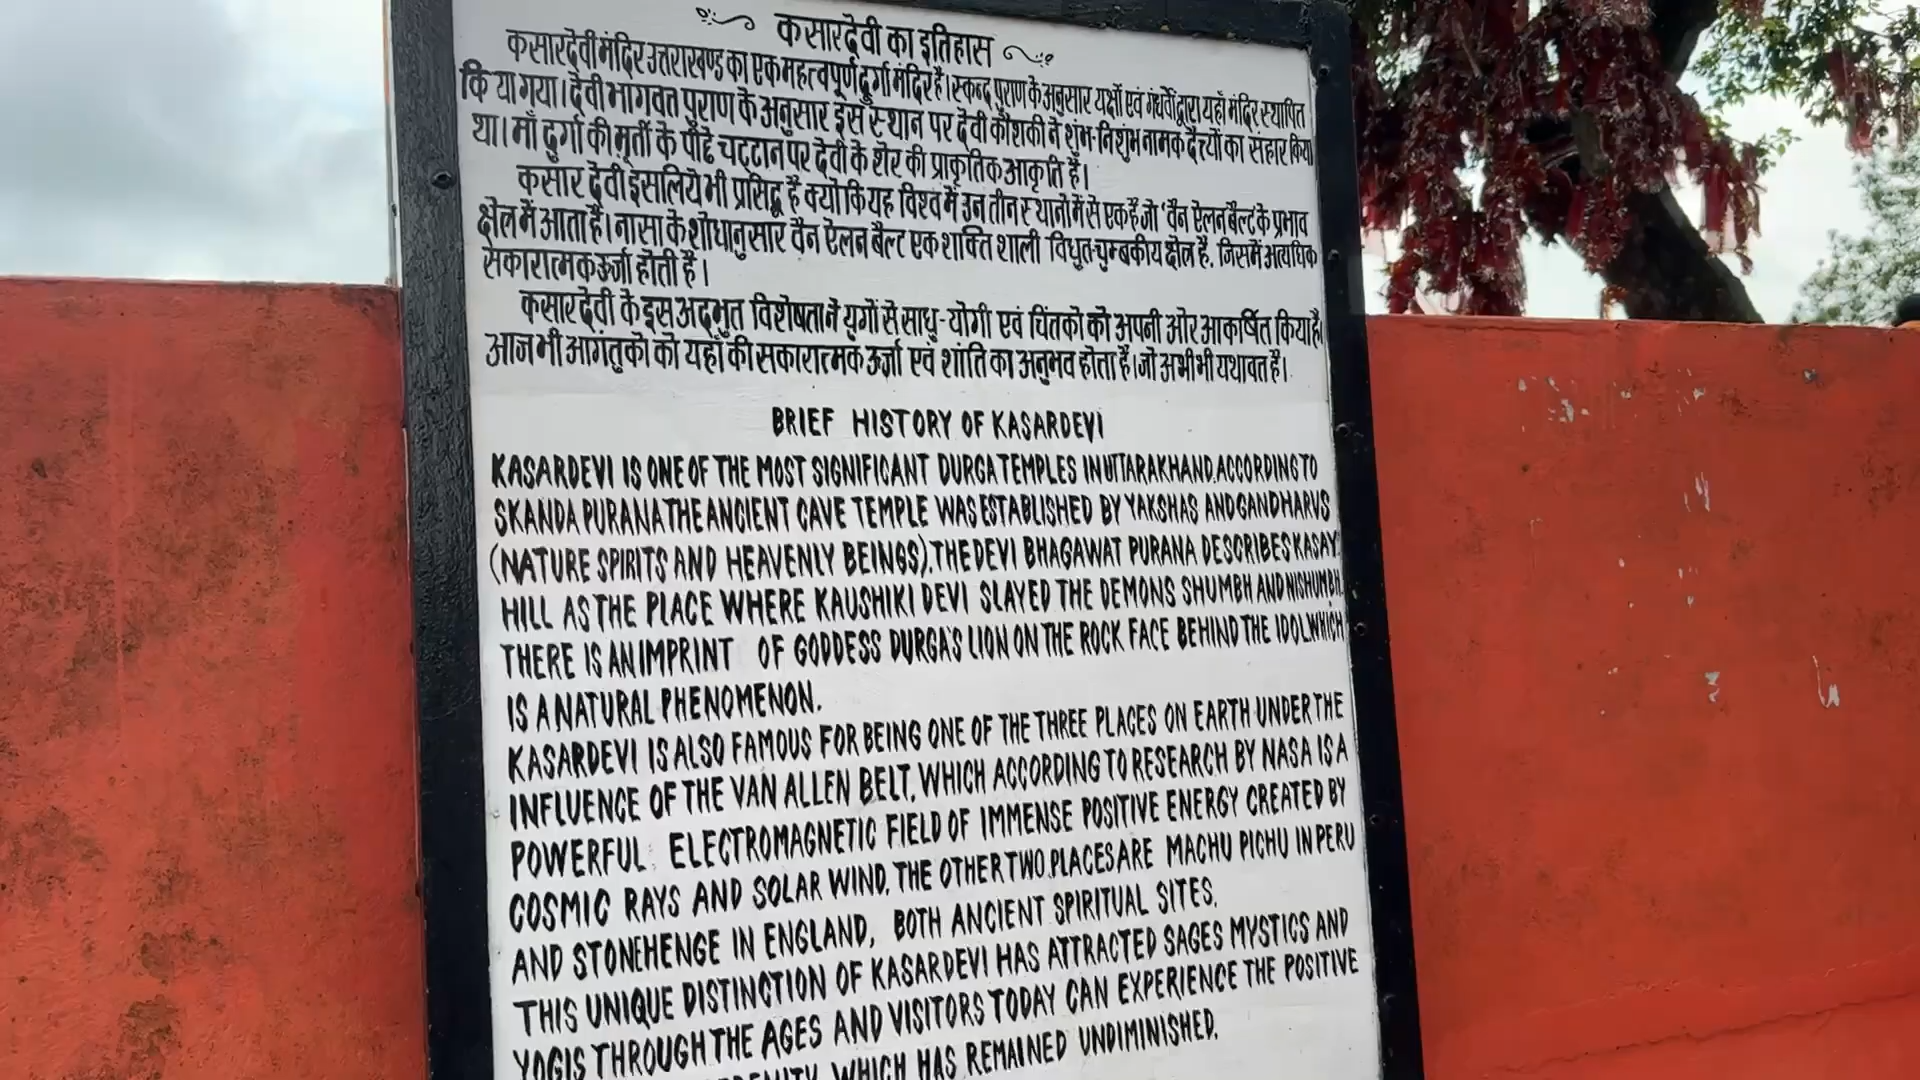 कसारदेवी का इतिहास
कसारदेवी मंदिर उत्तराखण्ड का एक महत्वपूर्ण दुर्गा मंदिर है। स्कन्द पुराण के अनुसार यक्षों एवं गंधर्वो द्वारा यहाँ मंदिर स्थापित
किया गया। देवी भागवत पुराण के अनुसार इस स्थान पर देवी कौशकी ने शुंभ-निशुंभ नामक दैत्यों का संहार किया
था। माँ दुर्गा की मूर्ती के पीछे चट्टान पर देवी के शेर की प्राकृतिक आकृति है।
कसार देवी इसलिये भी प्रसिद्ध है क्योकि यह विश्व में उन तीन स्थानो में से एक है जो 'वैन ऐलन बैल्ट के प्रभाव
क्षेत्र में आता है। नासा के शोधानुसार वैन ऐलन बैल्ट एक शक्ति शाली विधुत-चुम्बकीय क्षेत्र है, जिसमें अत्यधिक
सकारात्मक ऊर्जा होती है।
कसारदेवी के इस अदभुत विशेषता ने युगों से साधु-योगी एवं चिंतको को अपनी ओर आकर्षित किया है।
आज भी आगंतुको को यहाँ की सकारात्मक ऊर्जा एवं शांति का अनुभव होता है। जो अभी भी यथावत है।
BRIEF HISTORY OF KASARDEVI
KASARDEVI IS ONE OF THE MOST SIGNIFICANT DURGA TEMPLES IN UTTARAKHAND. ACCORDING TO
SKANDA PURANA THE ANCIENT CAVE TEMPLE WAS ESTABLISHED BY YAKSHAS AND GANDHARVS
(NATURE SPIRITS AND HEAVENLY BEINGS). THE DEVI BHAGAWAT PURANA DESCRIBES KASAY
HILL AS THE PLACE WHERE KAUSHIKI DEVI SLAYED THE DEMONS SHUMBH AND NISHUMBH.
THERE IS AN IMPRINT OF GODDESS DURGA'S LION ON THE ROCK FACE BEHIND THE IDOL, WHICH
IS A NATURAL PHENOMENON.
KASARDEVI IS ALSO FAMOUS FOR BEING ONE OF THE THREE PLACES ON EARTH UNDER THE
INFLUENCE OF THE VAN ALLEN BELT, WHICH ACCORDING TO RESEARCH BY NASA IS A
POWERFUL ELECTROMAGNETIC FIELD OF IMMENSE POSITIVE ENERGY CREATED BY
COSMIC RAYS AND SOLAR WIND. THE OTHER TWO PLACES ARE MACHU PICHU IN PERU
AND STONEHENGE IN ENGLAND, BOTH ANCIENT SPIRITUAL SITES.
THIS UNIQUE DISTINCTION OF KASARDEVI HAS ATTRACTED SAGES MYSTICS AND
YOGIS THROUGH THE AGES AND VISITORS TODAY CAN EXPERIENCE THE POSITIVE
WHICH HAS REMAINED UNDIMINISHED.